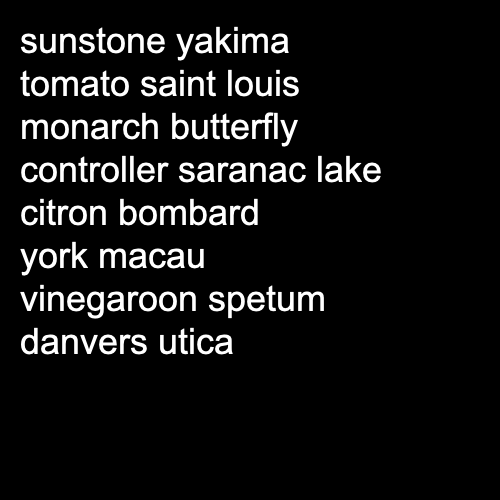 sunstone yakima
tomato saint louis
monarch butterfly
controller saranac lake
citron bombard
york macau
vinegaroon spetum
danvers utica